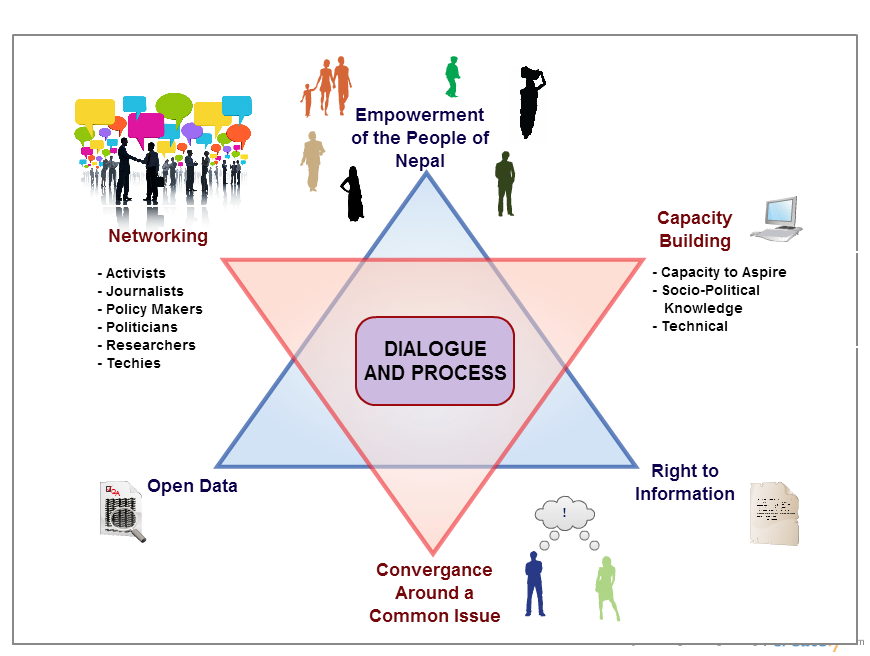 Empowerment
of the People of
Nepal
Networking
- Activists
- Journalists
- Policy Makers
- Politicians
- Researchers
- Techies
Capacity
Building
- Capacity to Aspire
- Socio-Political
Knowledge
- Technical
DIALOGUE
AND PROCESS
Open Data
Right to
Information
!
Convergance
Around a
Common Issue